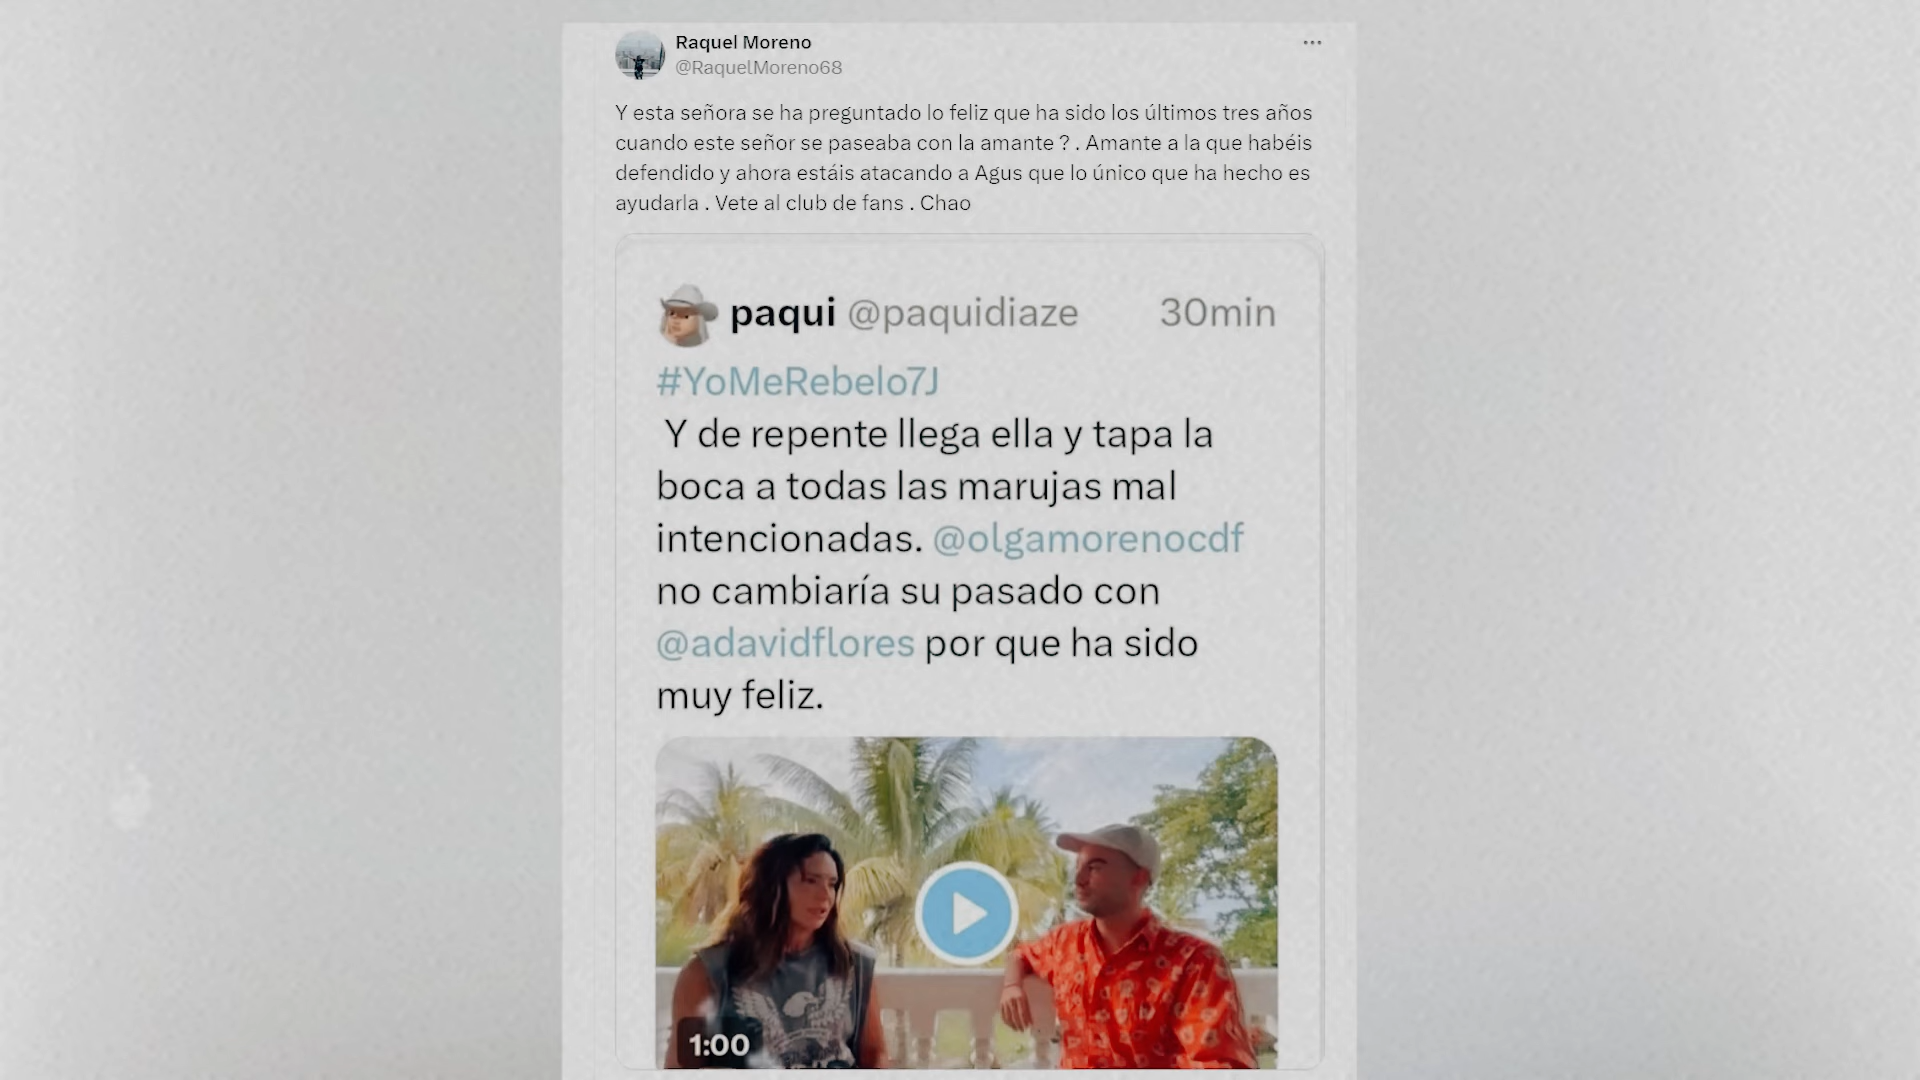 Raquel Moreno
@RaquelMoreno68
Y esta señora se ha preguntado lo feliz que ha sido los últimos tres años
cuando este señor se paseaba con la amante ? . Amante a la que habéis
defendido y ahora estáis atacando a Agus que lo único que ha hecho es
ayudarla . Vete al club de fans . Chao
paqui @paquidiaze 30min
#YoMeRebelo7J
Y de repente llega ella y tapa la
boca a todas las marujas mal
intencionadas. @olgamorenocdf
no cambiaría su pasado con
@adavidflores por que ha sido
muy feliz.
1:00